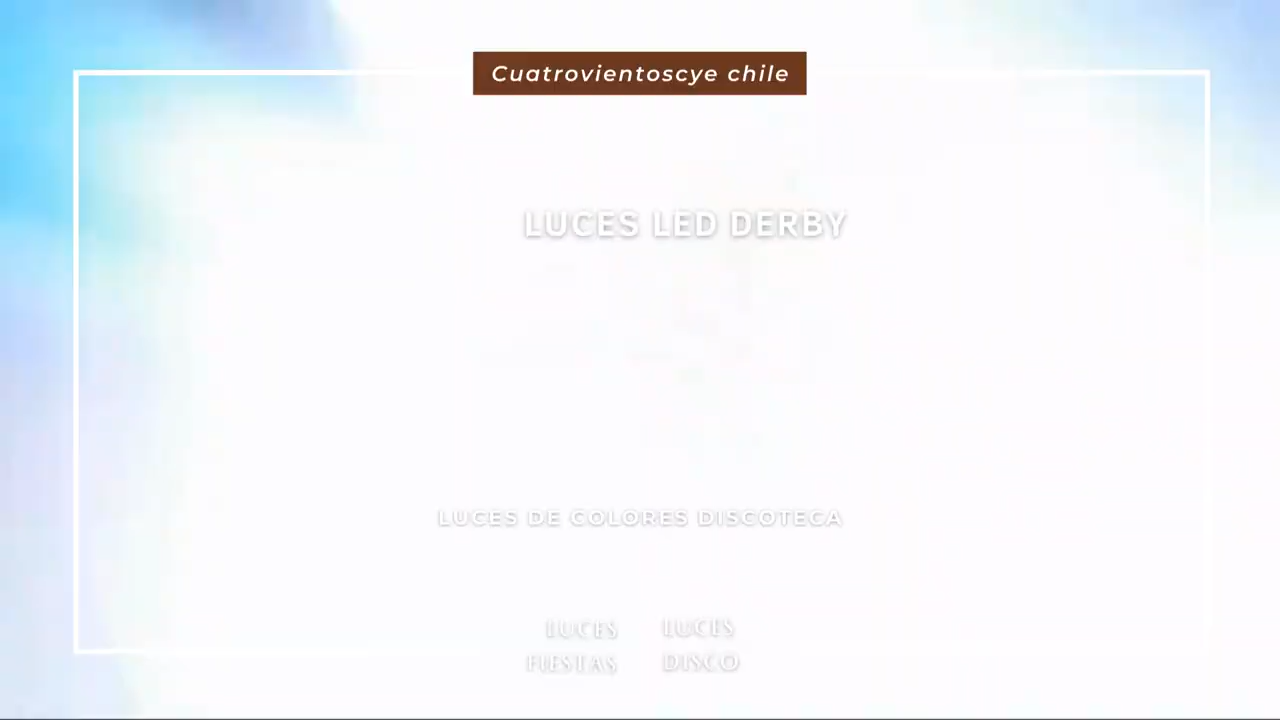 Cuatrovientoscye chile
LUCES LED DERBY
LUCES DE COLORES DISCOTECA
LUCES LUCES
FIESTAS DISCO